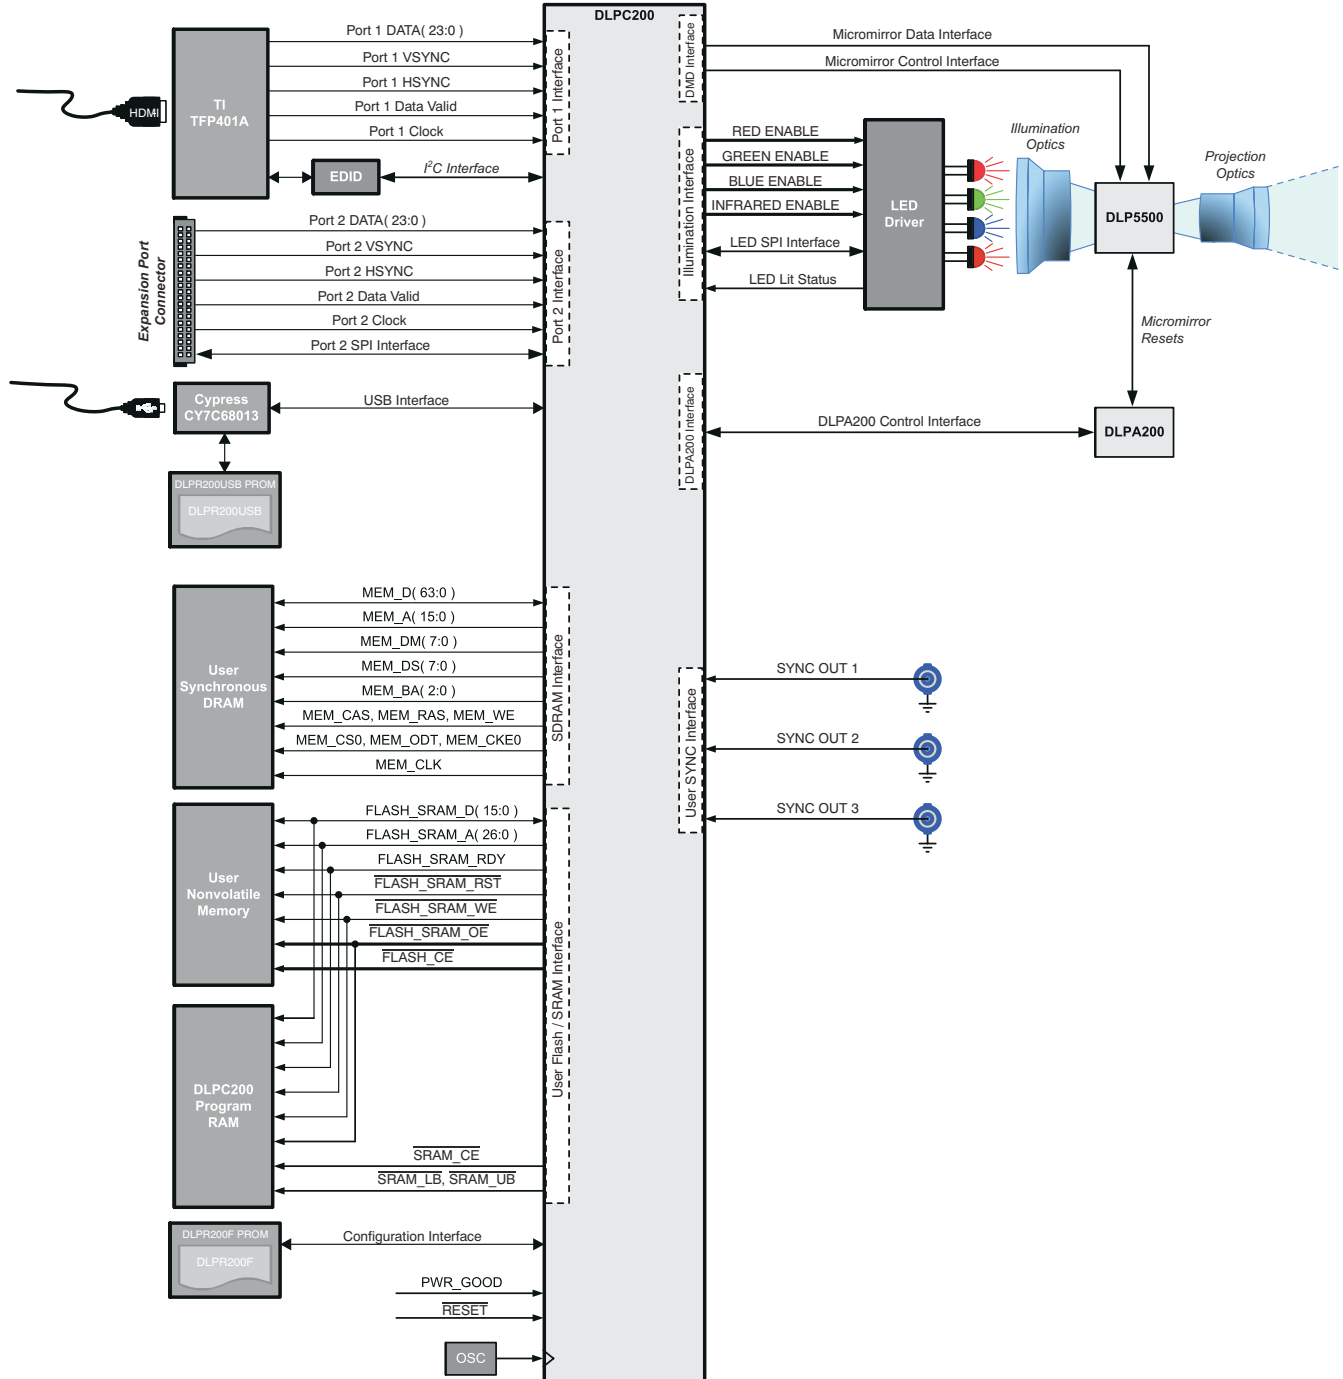 DLPC200
HDMI
TI
TFP401A
Port 1 DATA( 23:0 )
Port 1 VSYNC
Port 1 HSYNC
Port 1 Data Valid
Port 1 Clock
EDID
I²C Interface
Port 1 Interface
Expansion Port
Connector
Port 2 DATA( 23:0 )
Port 2 VSYNC
Port 2 HSYNC
Port 2 Data Valid
Port 2 Clock
Port 2 SPI Interface
Port 2 Interface
Cypress
CY7C68013
USB Interface
DLPR200USB PROM
DLPR200USB
User
Synchronous
DRAM
MEM_D( 63:0 )
MEM_A( 15:0 )
MEM_DM( 7:0 )
MEM_DS( 7:0 )
MEM_BA( 2:0 )
MEM_CAS, MEM_RAS, MEM_WE
MEM_CS0, MEM_ODT, MEM_CKE0
MEM_CLK
SDRAM Interface
User
Nonvolatile
Memory
FLASH_SRAM_D( 15:0 )
FLASH_SRAM_A( 26:0 )
FLASH_SRAM_RDY
FLASH_SRAM_RST
FLASH_SRAM_WE
FLASH_SRAM_OE
FLASH_CE
User Flash / SRAM Interface
DLPC200
Program
RAM
SRAM_CE
SRAM_LB, SRAM_UB
DLPR200F PROM
DLPR200F
Configuration Interface
PWR_GOOD
RESET
OSC
DMD Interface
Micromirror Data Interface
Micromirror Control Interface
Illumination Interface
RED ENABLE
GREEN ENABLE
BLUE ENABLE
INFRARED ENABLE
LED SPI Interface
LED Lit Status
LED
Driver
Illumination
Optics
DLP5500
Projection
Optics
Micromirror
Resets
DLPA200 Interface
DLPA200 Control Interface
DLPA200
User SYNC Interface
SYNC OUT 1
SYNC OUT 2
SYNC OUT 3